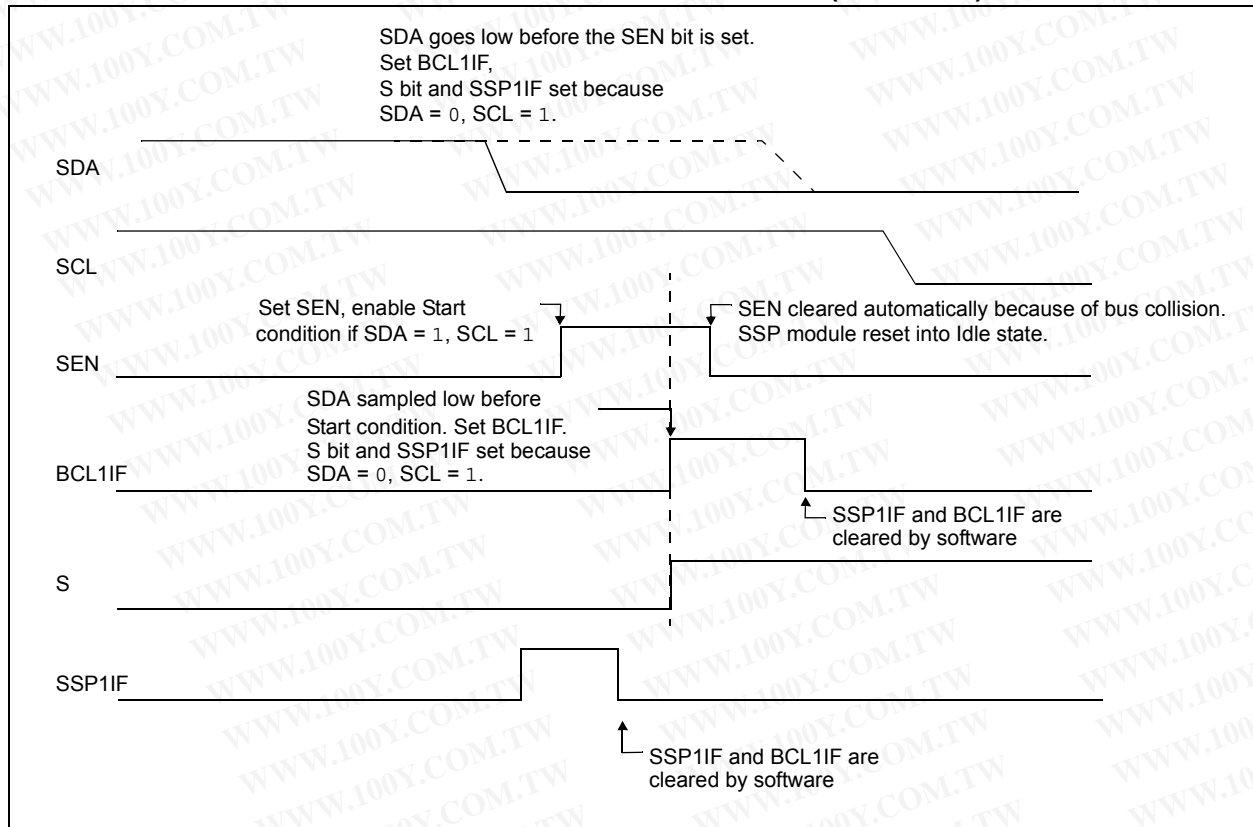 SDA goes low before the SEN bit is set.
Set BCL1IF,
S bit and SSP1IF set because
SDA = 0, SCL = 1.
SDA
SCL
Set SEN, enable Start
condition if SDA = 1, SCL = 1
SEN cleared automatically because of bus collision.
SSP module reset into Idle state.
SEN
SDA sampled low before
Start condition. Set BCL1IF.
S bit and SSP1IF set because
SDA = 0, SCL = 1.
BCL1IF
SSP1IF and BCL1IF are
cleared by software
S
SSP1IF
SSP1IF and BCL1IF are
cleared by software
WWW.100Y.COM.TW